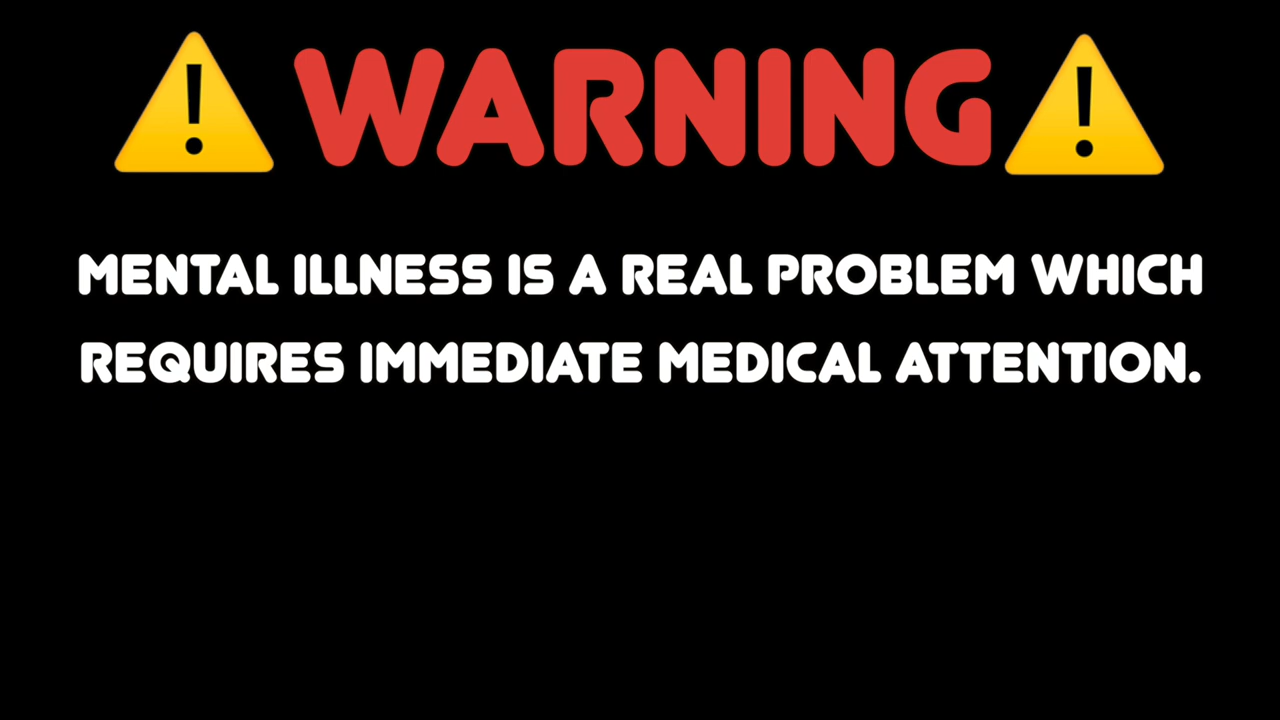 WARNING
MENTAL ILLNESS IS A REAL PROBLEM WHICH
REQUIRES IMMEDIATE MEDICAL ATTENTION.